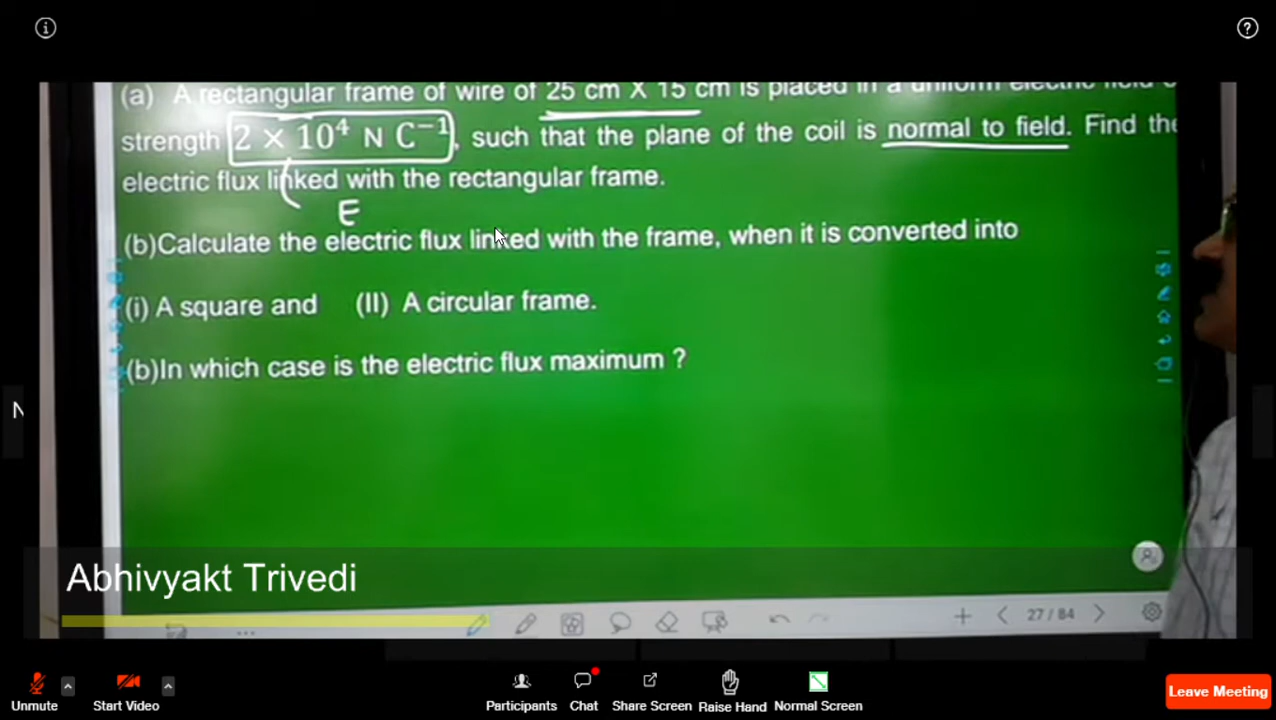 (a) A rectangular frame of wire of 25 cm X 15 cm is placed in a uniform electric field
strength 2 × 10⁴ N C⁻¹, such that the plane of the coil is normal to field. Find the
electric flux linked with the rectangular frame.
E
(b)Calculate the electric flux linked with the frame, when it is converted into
(i) A square and (II) A circular frame.
(b)In which case is the electric flux maximum ?
N
Abhivyakt Trivedi
27 / 84
Unmute
Start Video
Participants
Chat
Share Screen
Raise Hand
Normal Screen
Leave Meeting